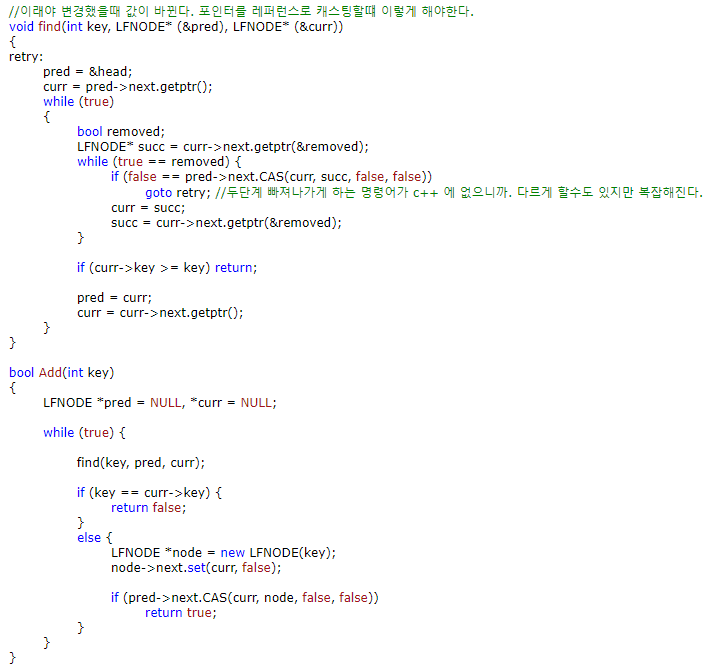 //이래야 변경했을때 값이 바뀐다. 포인터를 레퍼런스로 캐스팅할떄 이렇게 해야한다.
void find(int key, LFNODE* (&pred), LFNODE* (&curr))
{
retry:
pred = &head;
curr = pred->next.getptr();
while (true)
{
bool removed;
LFNODE* succ = curr->next.getptr(&removed);
while (true == removed) {
if (false == pred->next.CAS(curr, succ, false, false))
goto retry; //두단계 빠져나가게 하는 명령어가 c++ 에 없으니까. 다르게 할수도 있지만 복잡해진다.
curr = succ;
succ = curr->next.getptr(&removed);
}
if (curr->key >= key) return;
pred = curr;
curr = curr->next.getptr();
}
}
bool Add(int key)
{
LFNODE *pred = NULL, *curr = NULL;
while (true) {
find(key, pred, curr);
if (key == curr->key) {
return false;
}
else {
LFNODE *node = new LFNODE(key);
node->next.set(curr, false);
if (pred->next.CAS(curr, node, false, false))
return true;
}
}
}